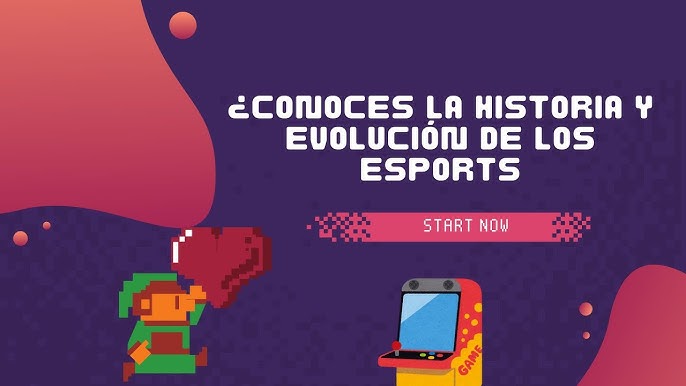 ¿CONOCES LA HISTORIA Y
EVOLUCIÓN DE LOS
ESPORTS
START NOW
GAME